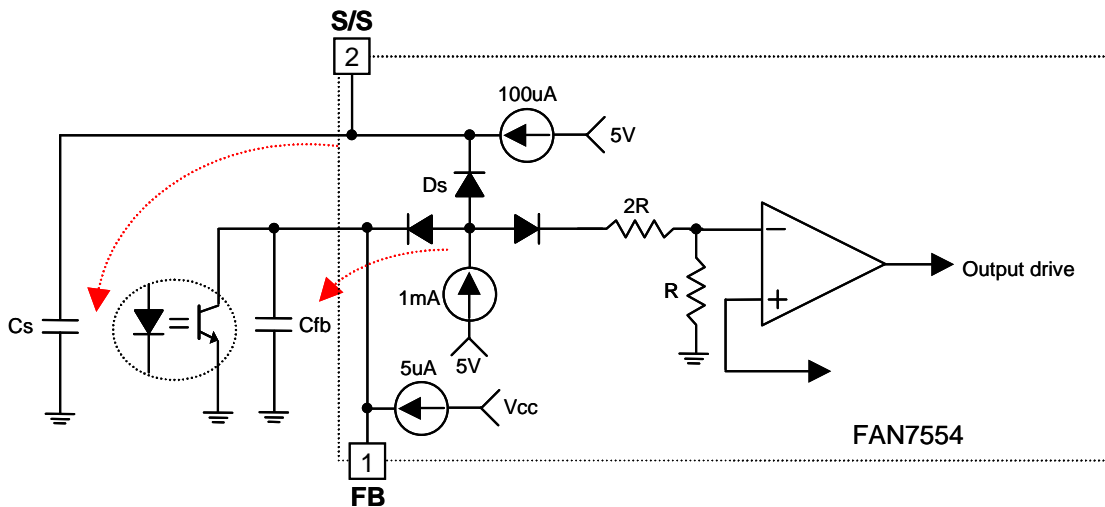 S/S
2
100uA
5V
Ds
2R
−
1mA
R
+
Output drive
Cs
Cfb
5V
5uA
Vcc
FAN7554
1
FB